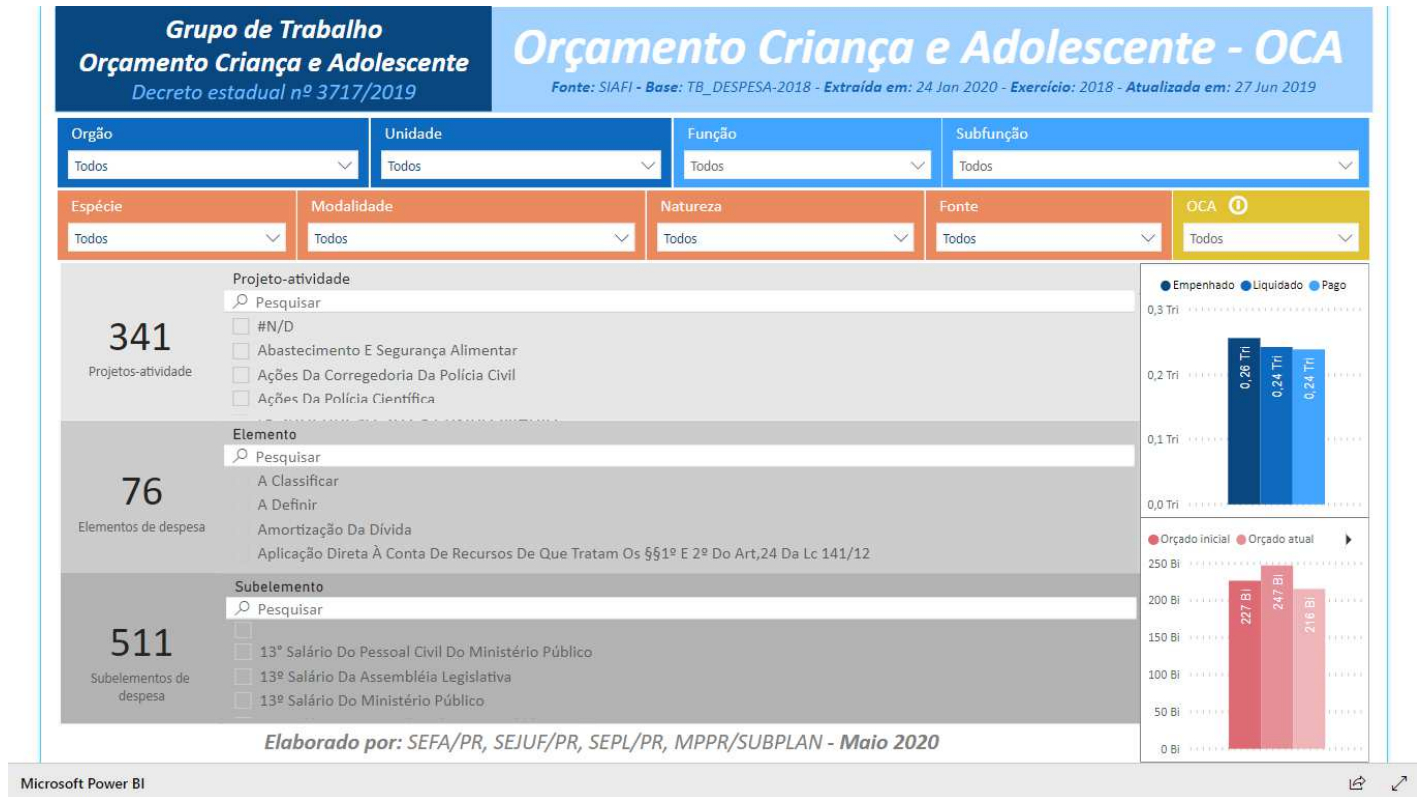 Grupo de Trabalho
Orçamento Criança e Adolescente
Decreto estadual nº 3717/2019
Orçamento Criança e Adolescente - OCA
Fonte: SIAFI - Base: TB_DESPESA-2018 - Extraída em: 24 Jan 2020 - Exercício: 2018 - Atualizada em: 27 Jun 2019
Orgão
Todos
Unidade
Todos
Função
Todos
Subfunção
Todos
Espécie
Todos
Modalidade
Todos
Natureza
Todos
Fonte
Todos
OCA
Todos
341
Projetos-atividade
Projeto-atividade
Pesquisar
#N/D
Abastecimento E Segurança Alimentar
Ações Da Corregedoria Da Polícia Civil
Ações Da Polícia Científica
76
Elementos de despesa
Elemento
Pesquisar
A Classificar
A Definir
Amortização Da Dívida
Aplicação Direta À Conta De Recursos De Que Tratam Os §§1º E 2º Do Art,24 Da Lc 141/12
511
Subelementos de
despesa
Subelemento
Pesquisar
13° Salário Do Pessoal Civil Do Ministério Público
13º Salário Da Assembléia Legislativa
13º Salário Do Ministério Público
Empenhado Liquidado Pago
0,3 Tri
0,2 Tri
0,1 Tri
0,0 Tri
0,26 Tri
0,24 Tri
0,24 Tri
Orçado inicial Orçado atual
250 Bi
200 Bi
150 Bi
100 Bi
50 Bi
0 Bi
227 Bi
247 Bi
216 Bi
Elaborado por: SEFA/PR, SEJUF/PR, SEPL/PR, MPPR/SUBPLAN - Maio 2020
Microsoft Power BI